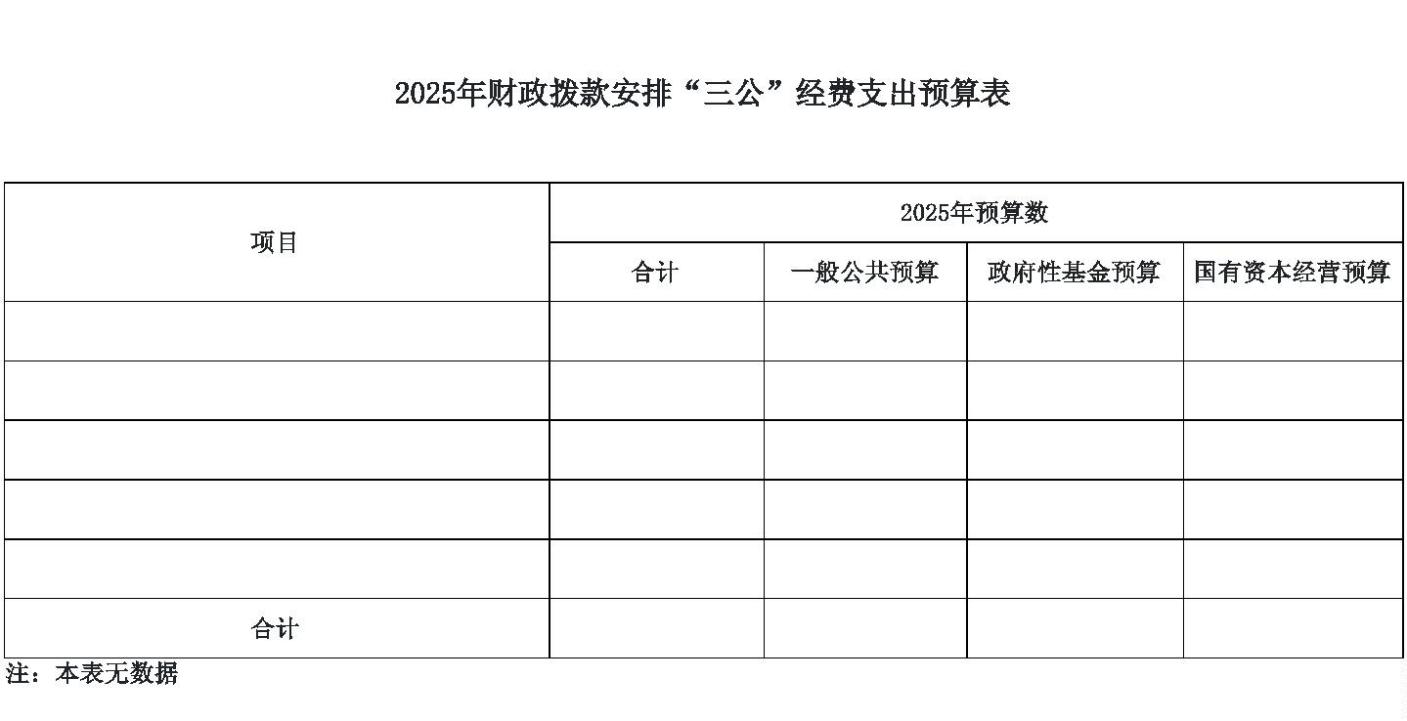 2025年财政拨款安排“三公”经费支出预算表
项目
2025年预算数
合计 一般公共预算 政府性基金预算 国有资本经营预算
合计
注：本表无数据